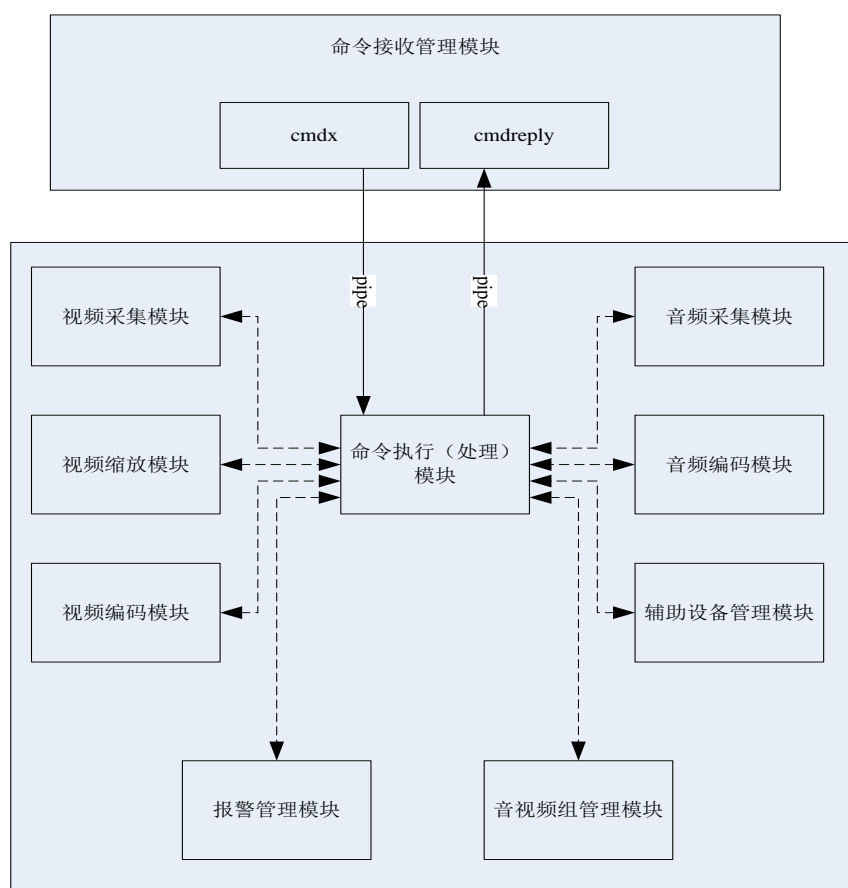 命令接收管理模块
cmdx
cmdreply
pipe
pipe
视频采集模块
音频采集模块
视频缩放模块
命令执行（处理）
模块
音频编码模块
视频编码模块
辅助设备管理模块
报警管理模块
音视频组管理模块